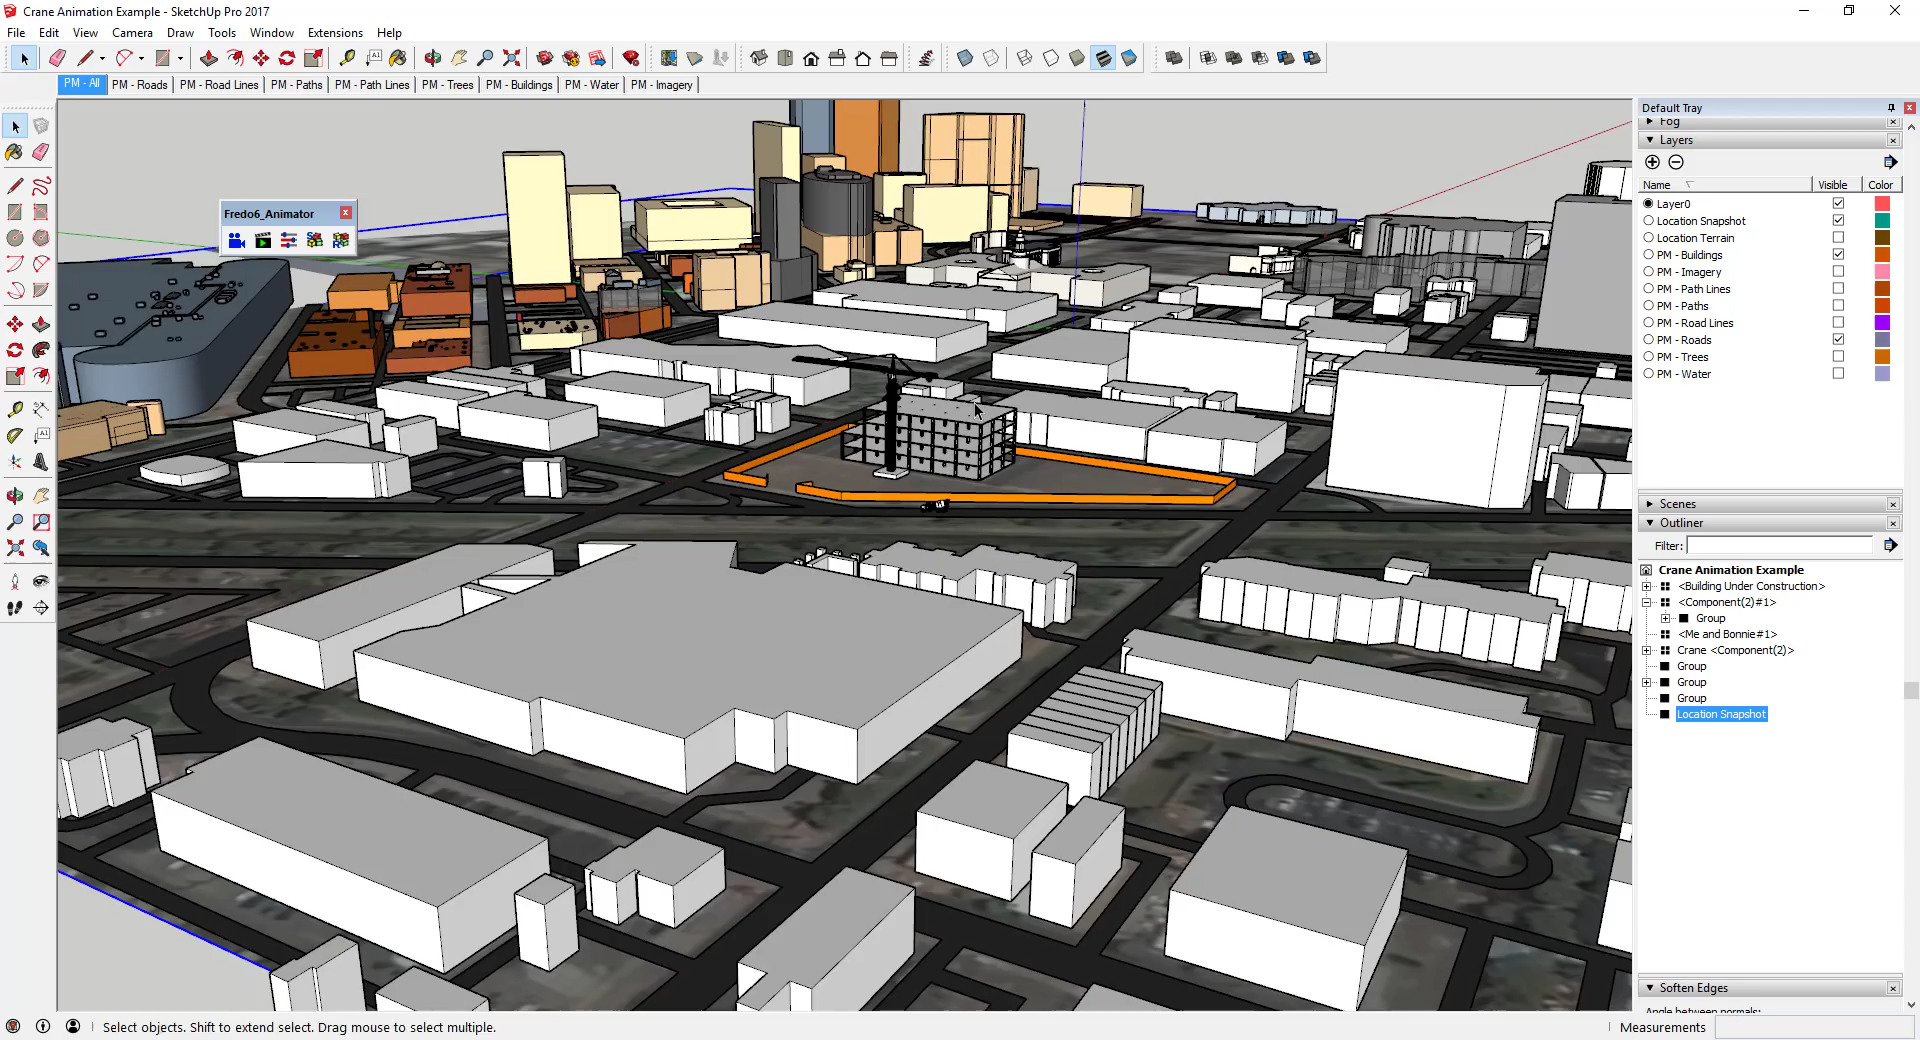 Crane Animation Example - SketchUp Pro 2017
File Edit View Camera Draw Tools Window Extensions Help
PM - All PM - Roads PM - Road Lines PM - Paths PM - Path Lines PM - Trees PM - Buildings PM - Water PM - Imagery
Fredo6_Animator
Default Tray
Fog
Layers
Name Visible Color
Layer0
Location Snapshot
Location Terrain
PM - Buildings
PM - Imagery
PM - Path Lines
PM - Paths
PM - Road Lines
PM - Roads
PM - Trees
PM - Water
Scenes
Outliner
Filter:
Crane Animation Example
<Building Under Construction>
<Component(2)#1>
Group
<Me and Bonnie#1>
Crane <Component(2)>
Group
Group
Group
Location Snapshot
Soften Edges
Angle between normals:
Select objects. Shift to extend select. Drag mouse to select multiple.
Measurements